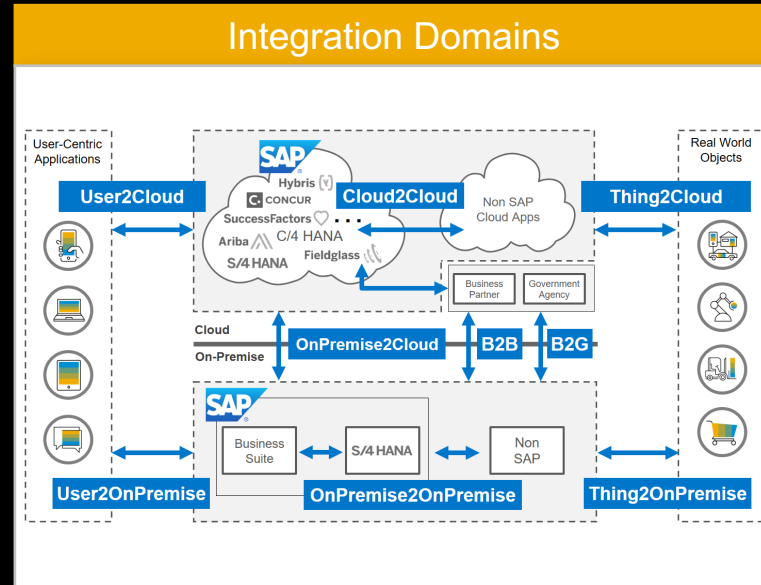 Integration Domains
User-Centric
Applications
SAP
Real World
Objects
Hybris
User2Cloud
C. CONCUR
Cloud2Cloud
Non SAP
Cloud Apps
Thing2Cloud
SuccessFactors
...
Ariba
C/4 HANA
Fieldglass
S/4 HANA
Business
Partner
Government
Agency
Cloud
On-Premise
OnPremise2Cloud
B2B
B2G
SAP
Business
Suite
S/4 HANA
Non
SAP
User2OnPremise
OnPremise2OnPremise
Thing2OnPremise